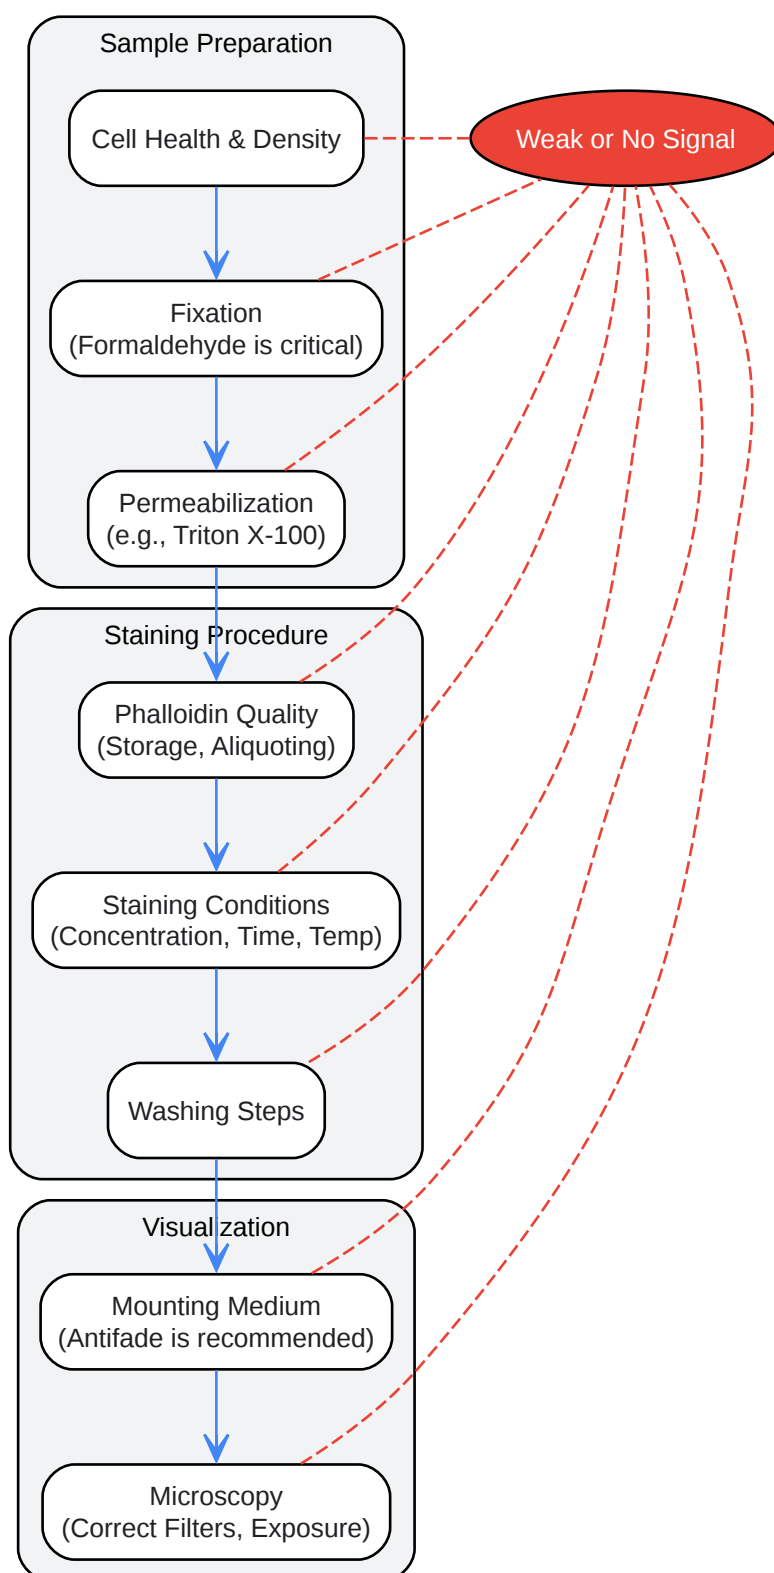 Sample Preparation
Cell Health & Density
Weak or No Signal
Fixation
(Formaldehyde is critical)
Permeabilization
(e.g., Triton X-100)
Staining Procedure
Phalloidin Quality
(Storage, Aliquoting)
Staining Conditions
(Concentration, Time, Temp)
Washing Steps
Visualization
Mounting Medium
(Antifade is recommended)
Microscopy
(Correct Filters, Exposure)